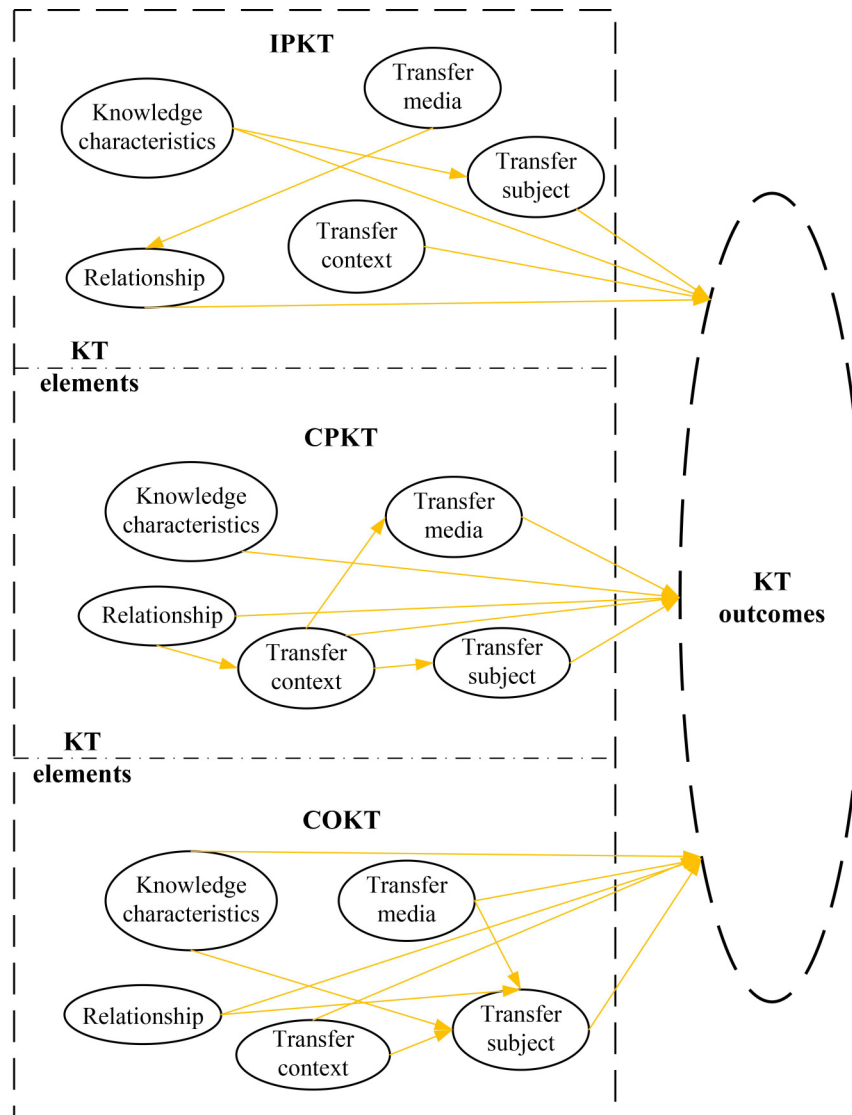 IPKT
Transfer
media
Knowledge
characteristics
Transfer
subject
Transfer
context
Relationship
KT
elements
CPKT
Knowledge
characteristics
Transfer
media
KT
outcomes
Relationship
Transfer
context
Transfer
subject
KT
elements
COKT
Knowledge
characteristics
Transfer
media
Relationship
Transfer
subject
Transfer
context